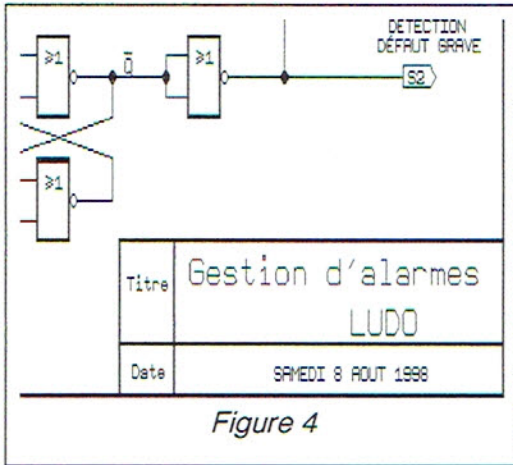 DETECTION
DÉFAUT GRAVE
≥1
Q̅
≥1
S2
≥1
Titre
Gestion d'alarmes
LUDO
Date
SAMEDI 8 AOUT 1998
Figure 4